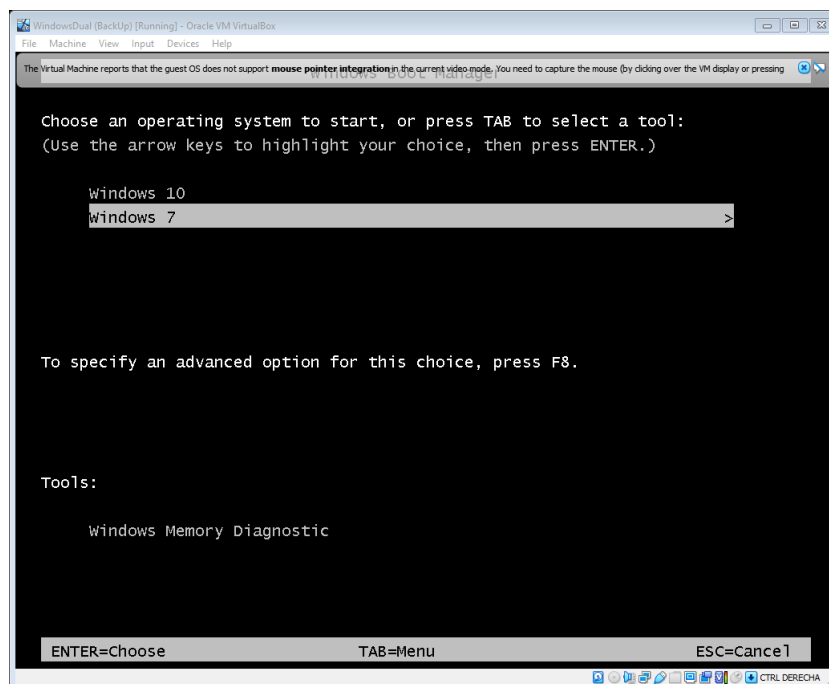 WindowsDual (BackUp) [Running] - Oracle VM VirtualBox
File Machine View Input Devices Help
Windows Boot Manager
The Virtual Machine reports that the guest OS does not support mouse pointer integration in the current video mode. You need to capture the mouse (by clicking over the VM display or pressing
Choose an operating system to start, or press TAB to select a tool:
(Use the arrow keys to highlight your choice, then press ENTER.)
Windows 10
Windows 7 >
To specify an advanced option for this choice, press F8.
Tools:
Windows Memory Diagnostic
ENTER=Choose TAB=Menu ESC=Cancel
CTRL DERECHA